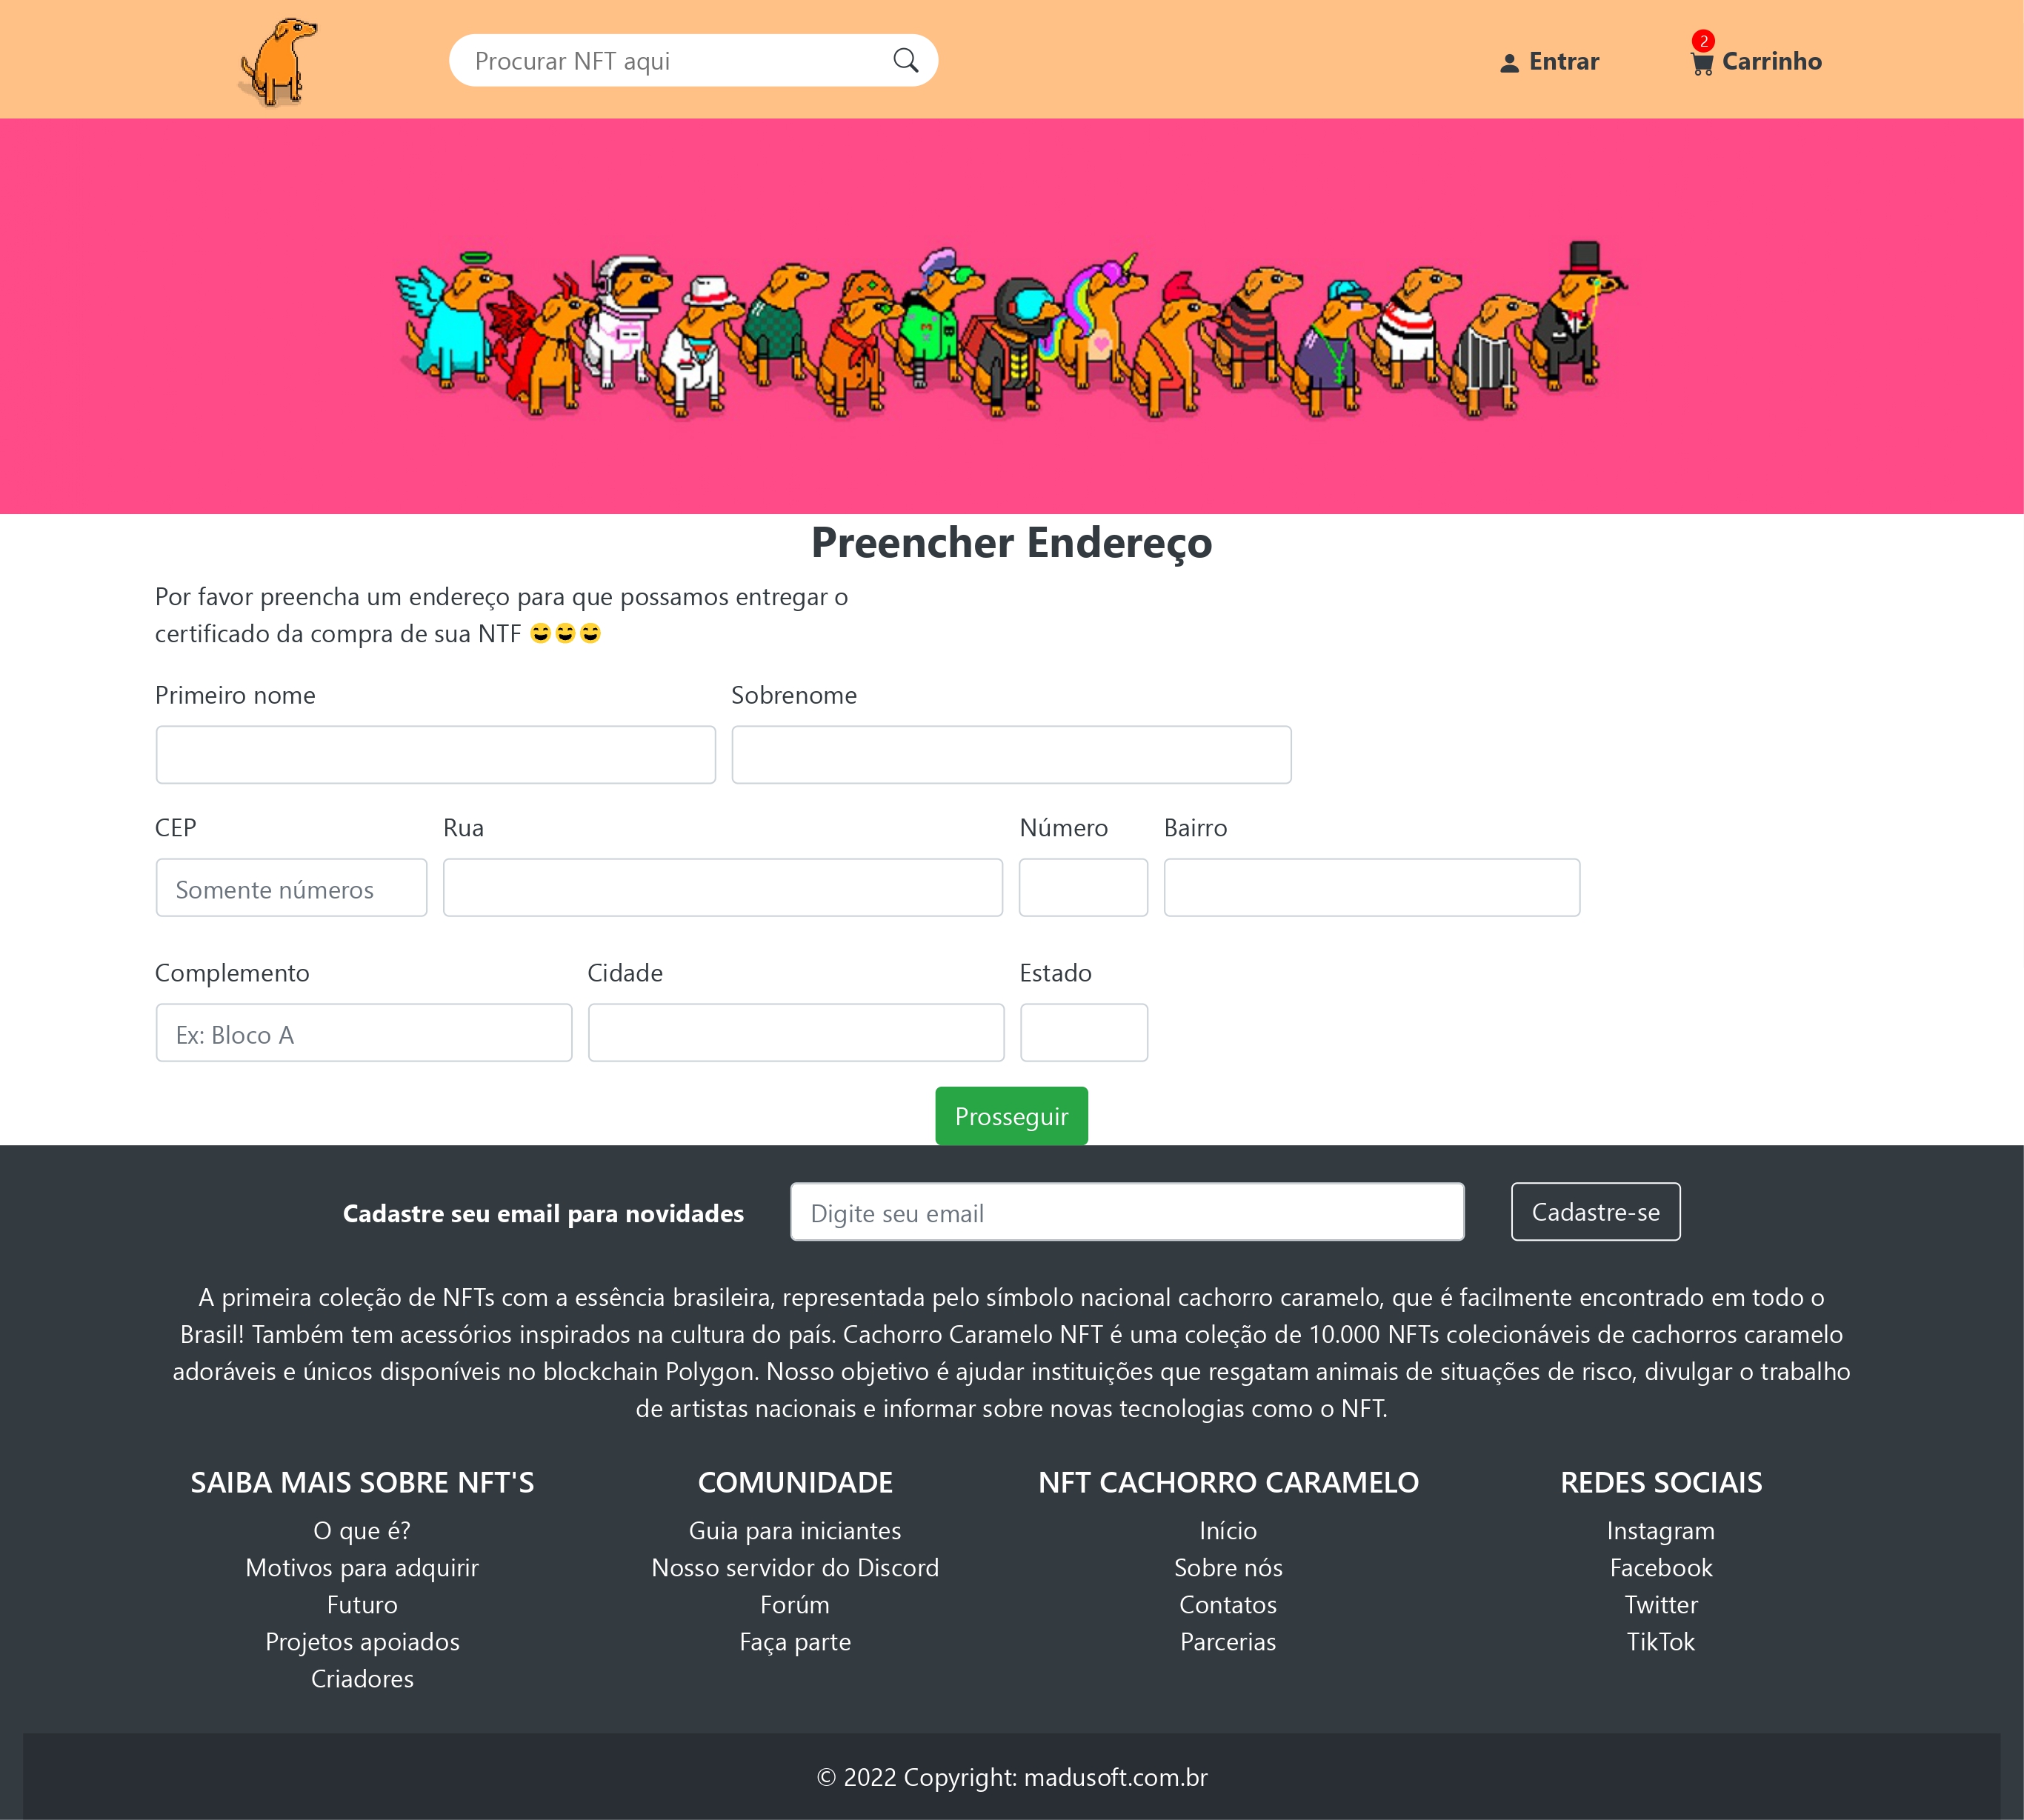 Procurar NFT aqui
Entrar
2
Carrinho
Preencher Endereço
Por favor preencha um endereço para que possamos entregar o
certificado da compra de sua NTF 😄😄😄
Primeiro nome
Sobrenome
CEP
Rua
Número
Bairro
Somente números
Complemento
Cidade
Estado
Ex: Bloco A
Prosseguir
Cadastre seu email para novidades
Digite seu email
Cadastre-se
A primeira coleção de NFTs com a essência brasileira, representada pelo símbolo nacional cachorro caramelo, que é facilmente encontrado em todo o
Brasil! Também tem acessórios inspirados na cultura do país. Cachorro Caramelo NFT é uma coleção de 10.000 NFTs colecionáveis de cachorros caramelo
adoráveis e únicos disponíveis no blockchain Polygon. Nosso objetivo é ajudar instituições que resgatam animais de situações de risco, divulgar o trabalho
de artistas nacionais e informar sobre novas tecnologias como o NFT.
SAIBA MAIS SOBRE NFT'S
O que é?
Motivos para adquirir
Futuro
Projetos apoiados
Criadores
COMUNIDADE
Guia para iniciantes
Nosso servidor do Discord
Forúm
Faça parte
NFT CACHORRO CARAMELO
Início
Sobre nós
Contatos
Parcerias
REDES SOCIAIS
Instagram
Facebook
Twitter
TikTok
© 2022 Copyright: madusoft.com.br